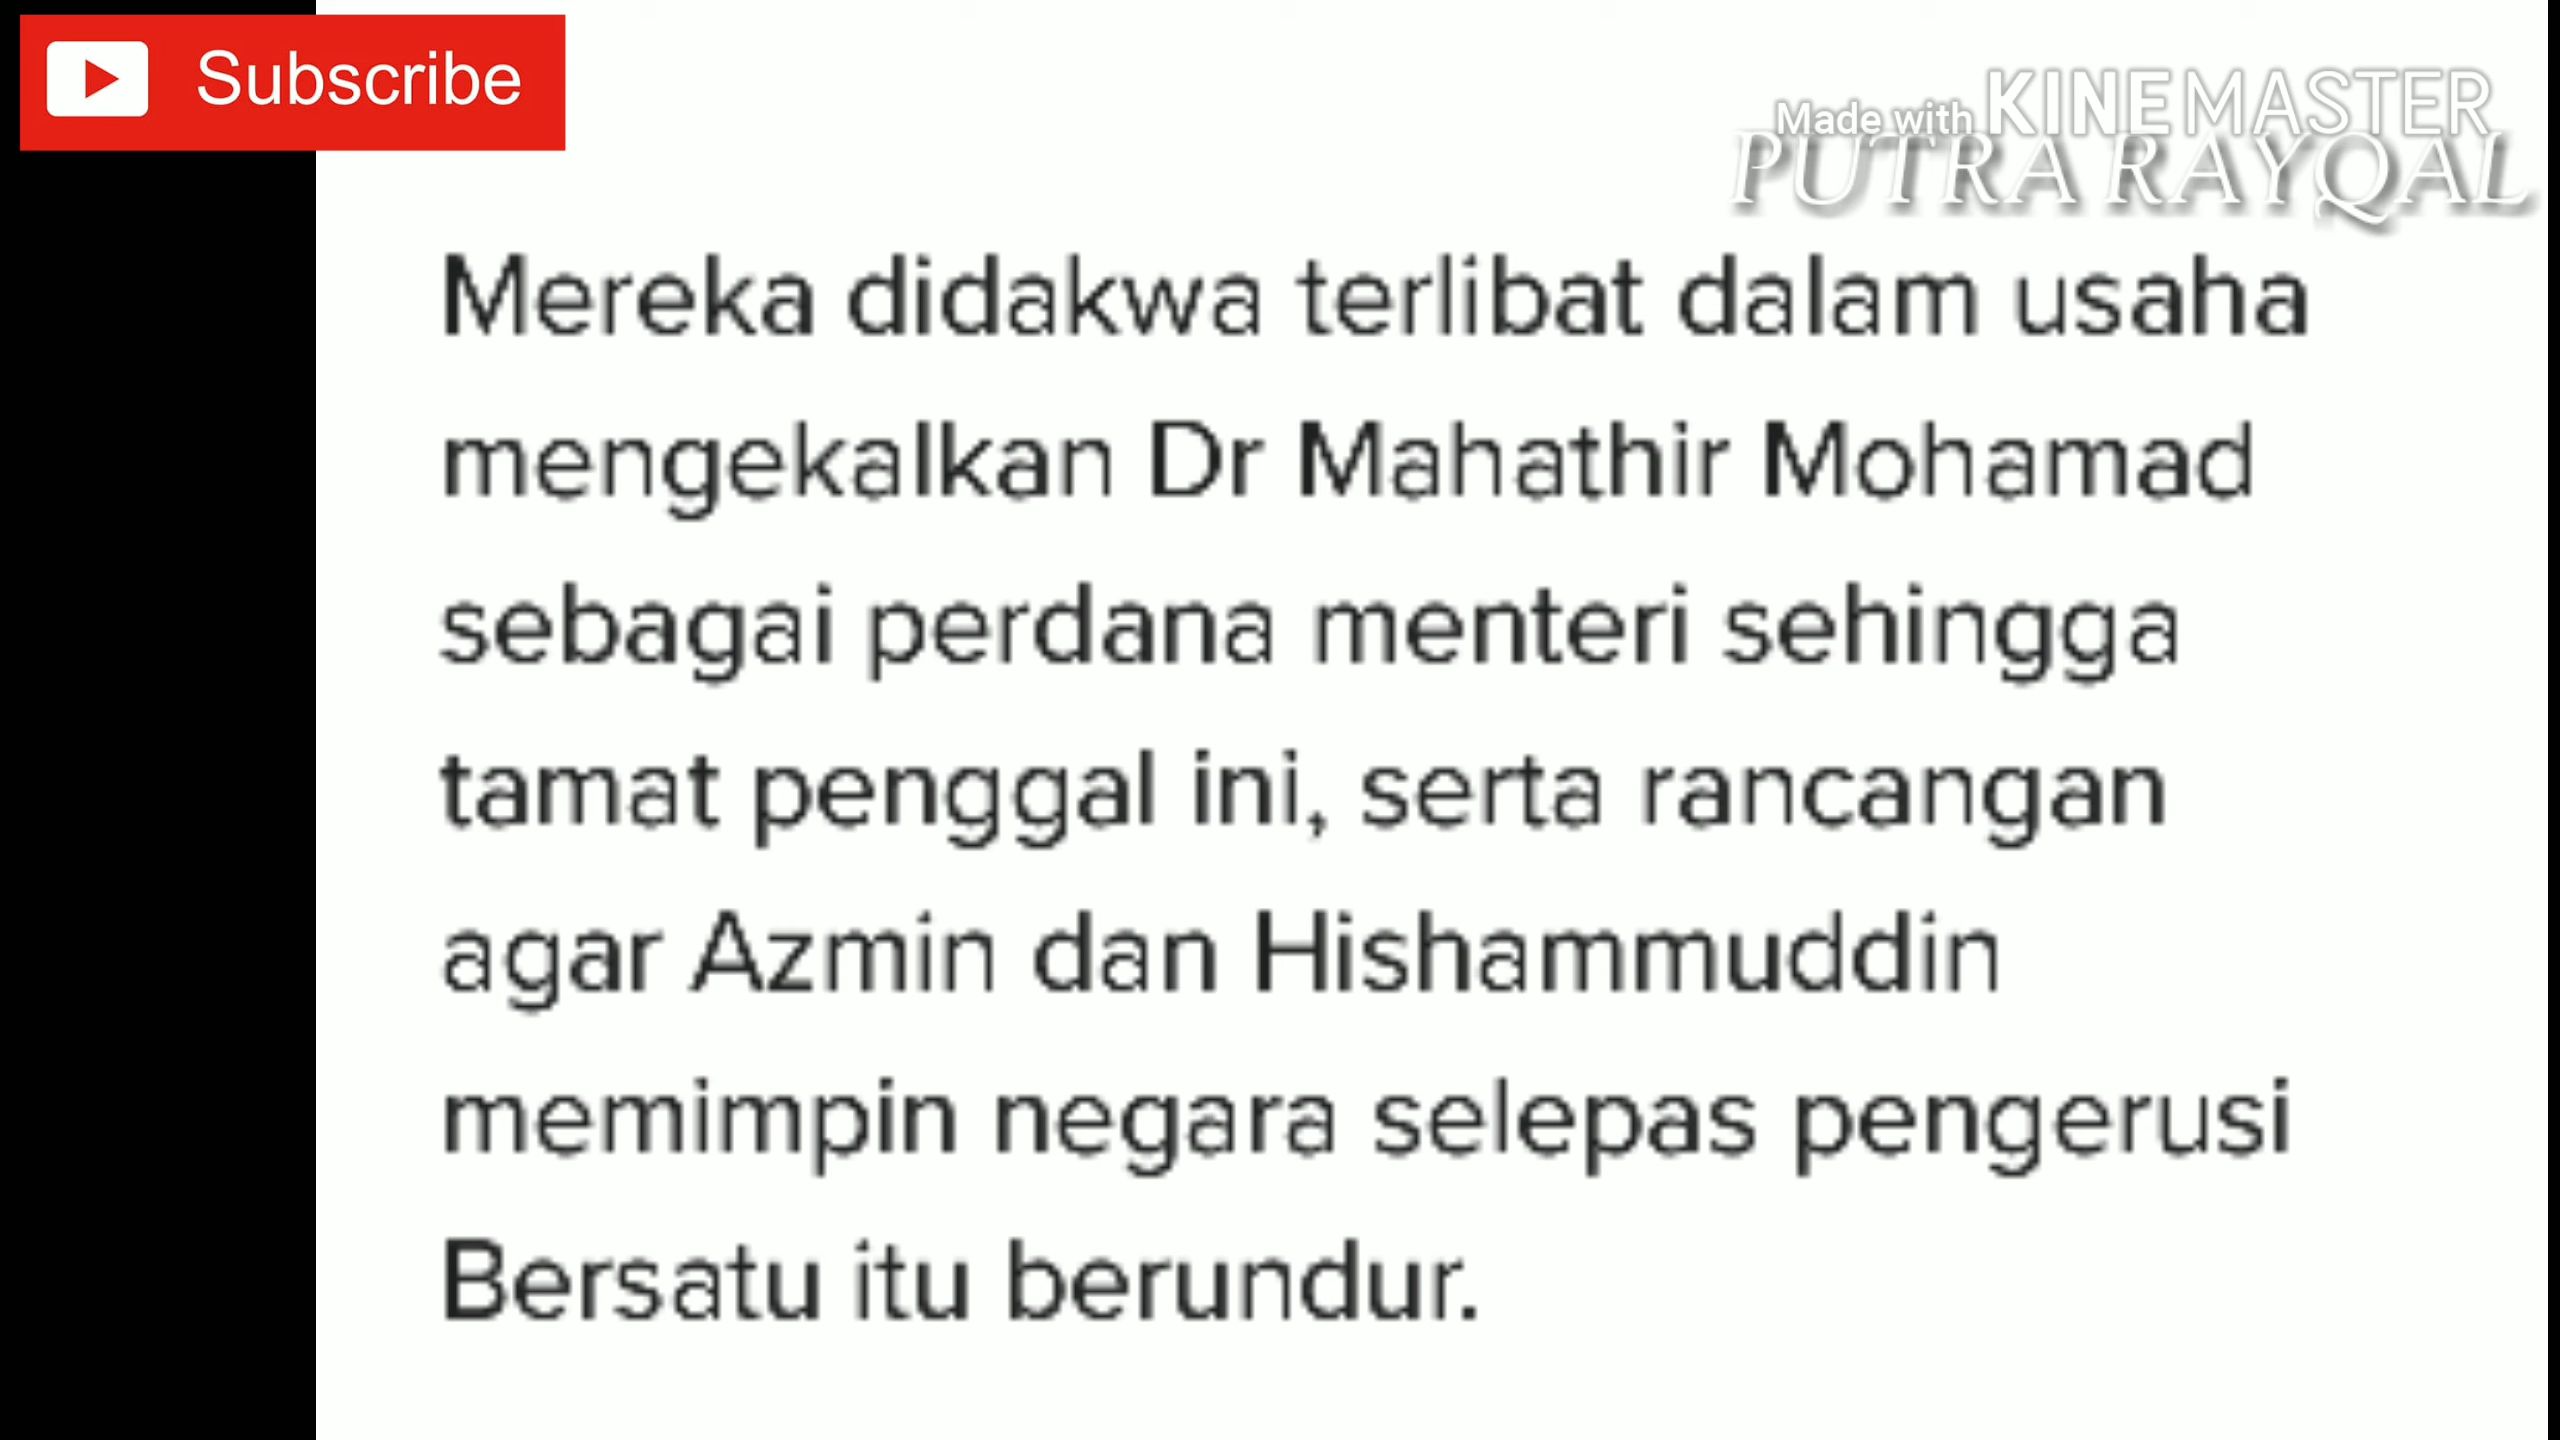 Subscribe
Made with KINEMASTER
PUTRA RAYQAL
Mereka didakwa terlibat dalam usaha
mengekalkan Dr Mahathir Mohamad
sebagai perdana menteri sehingga
tamat penggal ini, serta rancangan
agar Azmin dan Hishammuddin
memimpin negara selepas pengerusi
Bersatu itu berundur.